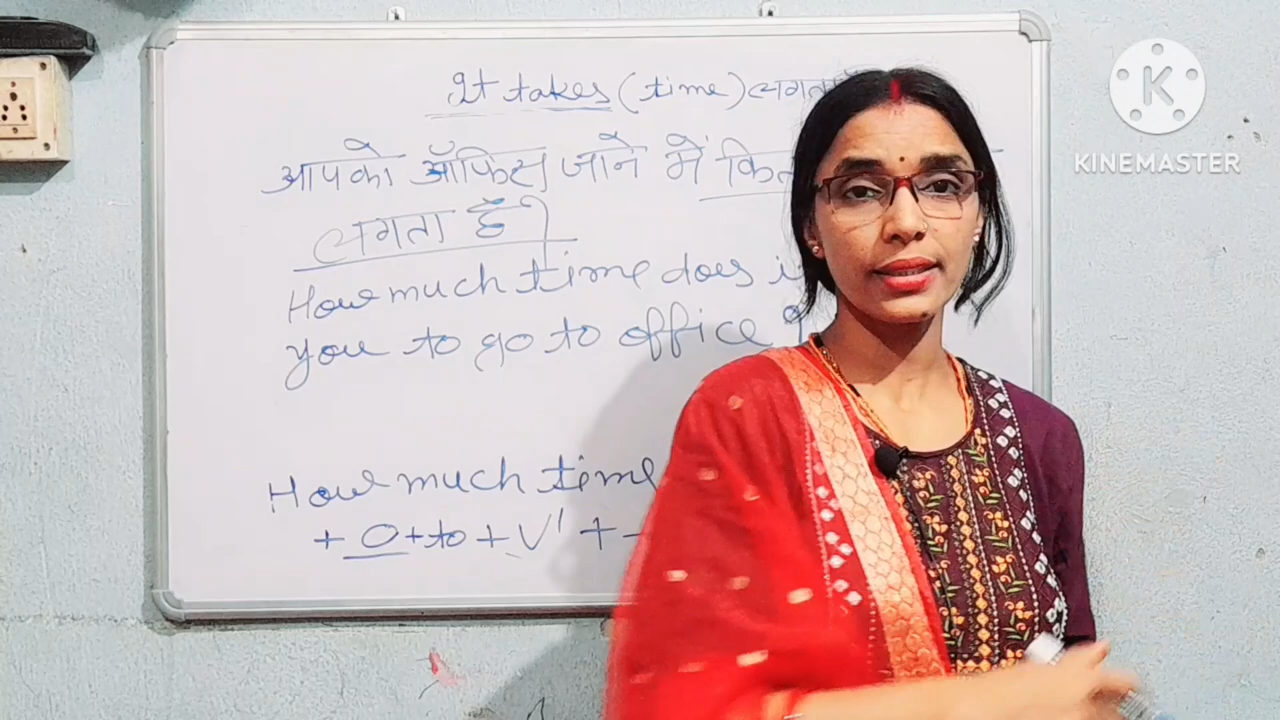 It takes (time) लगता
आपको ऑफिस जाने में
लगता है?
How much time does
you to go to office ?
How much time
+ O + to + V' +
KINEMASTER